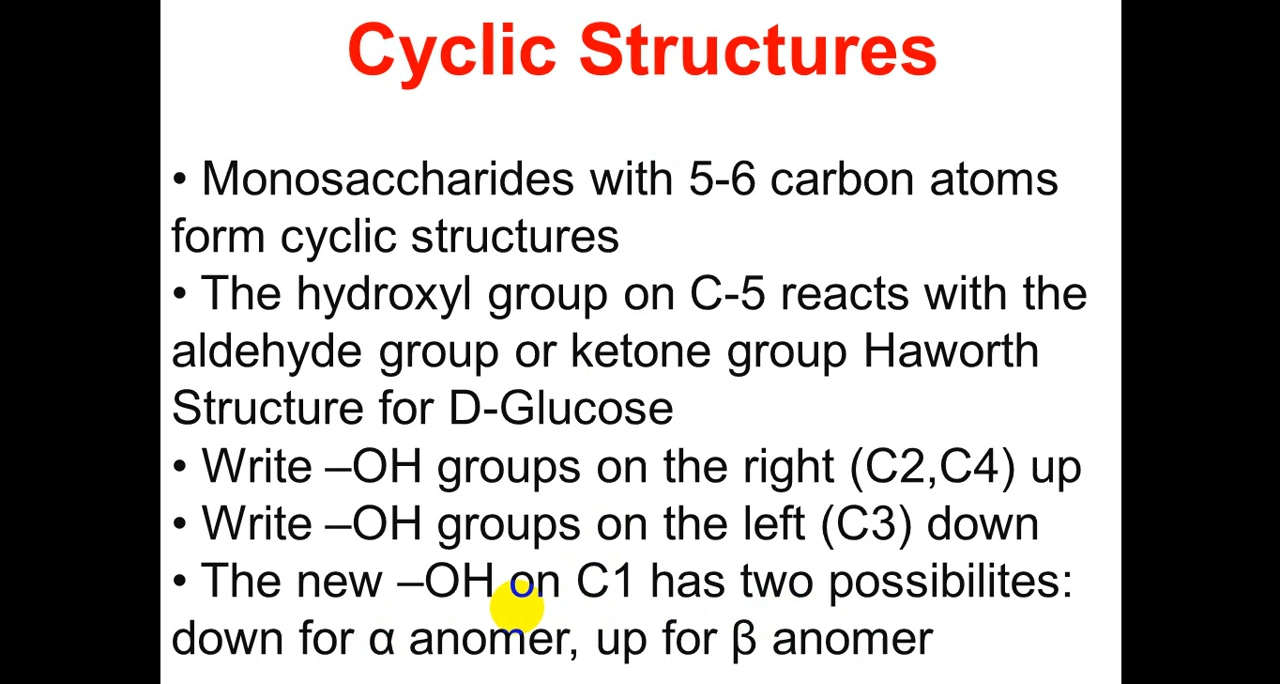 Cyclic Structures
• Monosaccharides with 5-6 carbon atoms
form cyclic structures
• The hydroxyl group on C-5 reacts with the
aldehyde group or ketone group Haworth
Structure for D-Glucose
• Write –OH groups on the right (C2,C4) up
• Write –OH groups on the left (C3) down
• The new –OH on C1 has two possibilites:
down for α anomer, up for β anomer